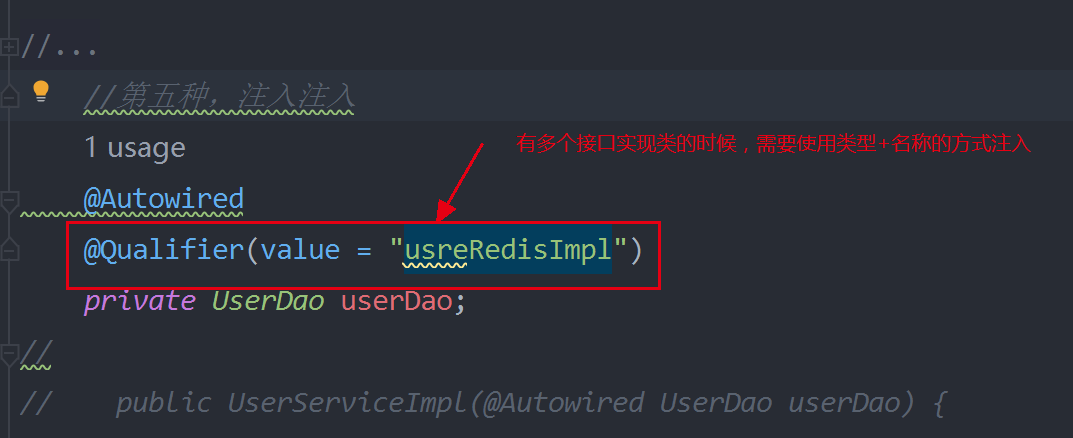 //...
//第五种，注入注入
1 usage
有多个接口实现类的时候，需要使用类型+名称的方式注入
@Autowired
@Qualifier(value = "usreRedisImpl")
private UserDao userDao;
//
// public UserServiceImpl(@Autowired UserDao userDao) {